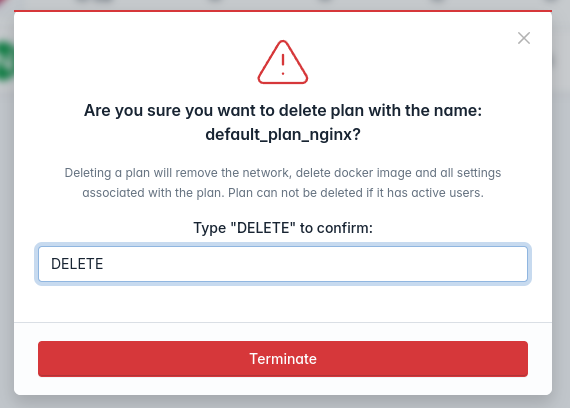 Are you sure you want to delete plan with the name:
default_plan_nginx?
Deleting a plan will remove the network, delete docker image and all settings
associated with the plan. Plan can not be deleted if it has active users.
Type "DELETE" to confirm:
DELETE
Terminate